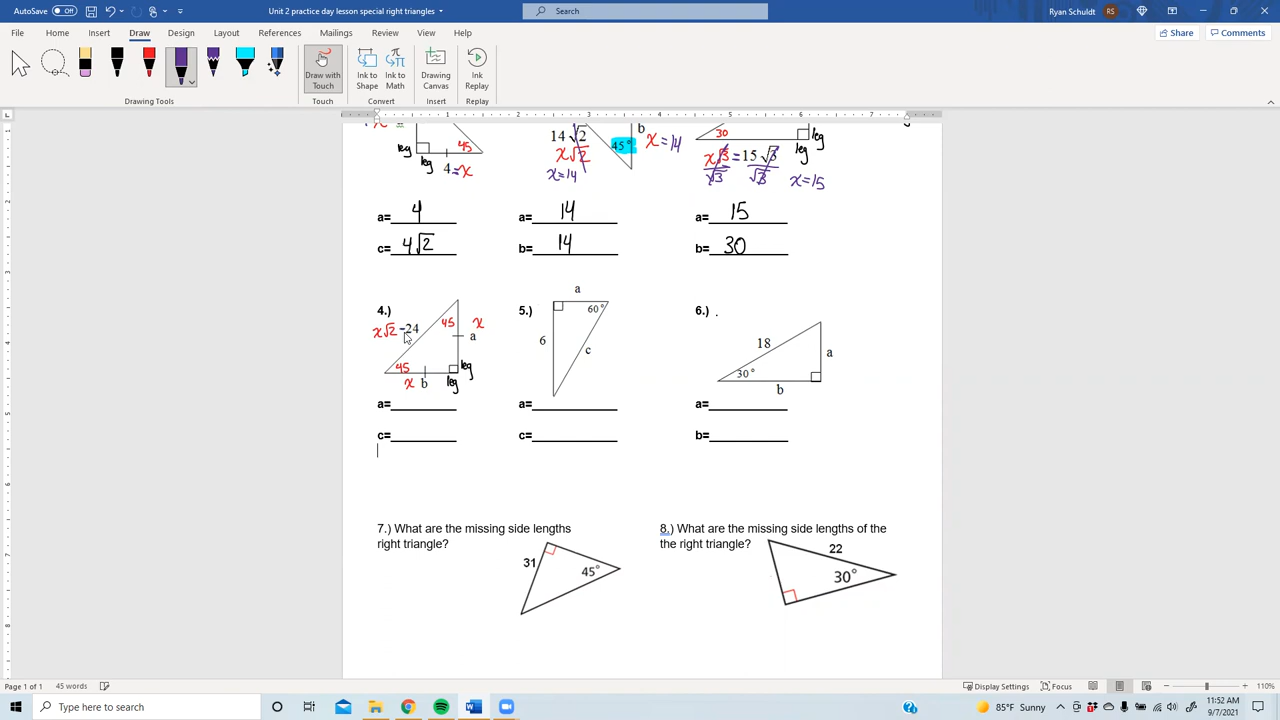 AutoSave Off Unit 2 practice day lesson special right triangles Search Ryan Schuldt RS
File Home Insert Draw Design Layout References Mailings Review View Help Share Comments
Draw with Touch Ink to Shape Ink to Math Drawing Canvas Ink Replay
Drawing Tools Touch Convert Insert Replay
leg 45 leg 4=x
14√2 x√2 x=14 45° b x=14
30 leg leg x√3=15√3 √3 √3 x=15
a= 4 a= 14 a= 15
c= 4√2 b= 14 b= 30
4.) x√2 =24 45 x a 45 x b leg leg
5.) a 60° 6 c
6.) . 18 a 30° b
a= a= a=
c= c= b=
7.) What are the missing side lengths
right triangle?
31 45°
8.) What are the missing side lengths of the
the right triangle?
22 30°
Page 1 of 1 45 words Display Settings Focus 110%
Type here to search 85°F Sunny 11:52 AM
9/7/2021